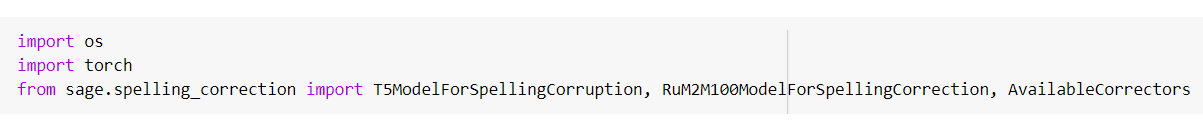 import os
import torch
from sage.spelling_correction import T5ModelForSpellingCorruption, RuM2M100ModelForSpellingCorrection, AvailableCorrectors